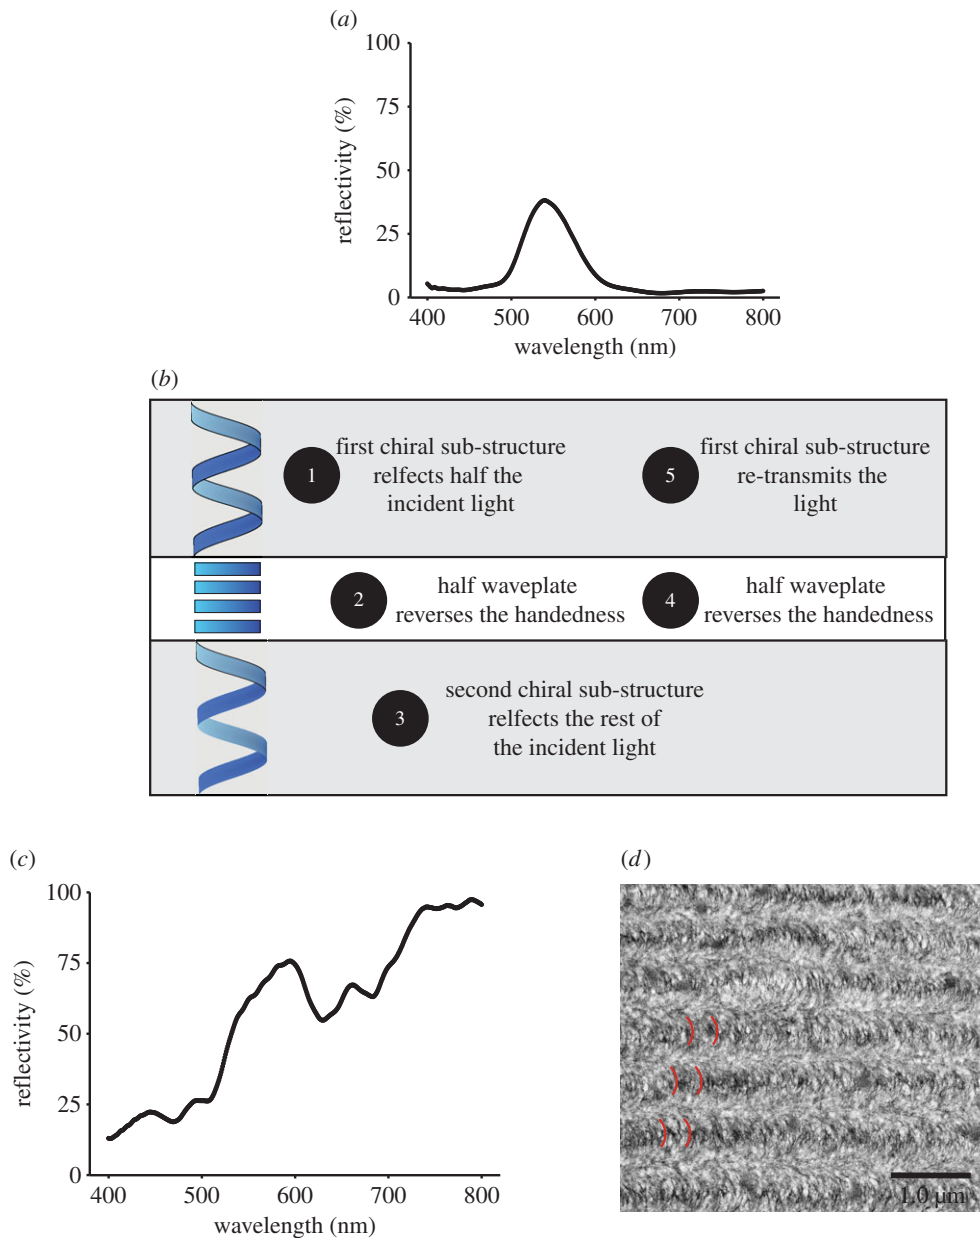 (a)
100
75
50
25
0
reflectivity (%)
400 500 600 700 800
wavelength (nm)
(b)
1
first chiral sub-structure
relfects half the
incident light
5
first chiral sub-structure
re-transmits the
light
2
half waveplate
reverses the handedness
4
half waveplate
reverses the handedness
3
second chiral sub-structure
relfects the rest of
the incident light
(c)
100
75
50
25
0
reflectivity (%)
400 500 600 700 800
wavelength (nm)
(d)
1.0 µm